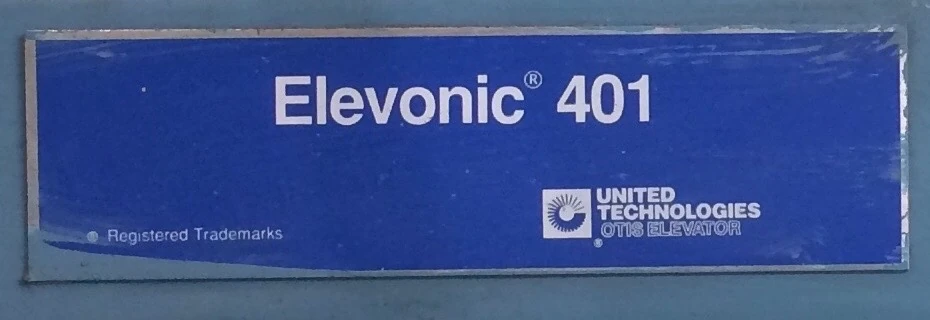 Elevonic® 401
UNITED
TECHNOLOGIES
OTIS ELEVATOR
®
® Registered Trademarks